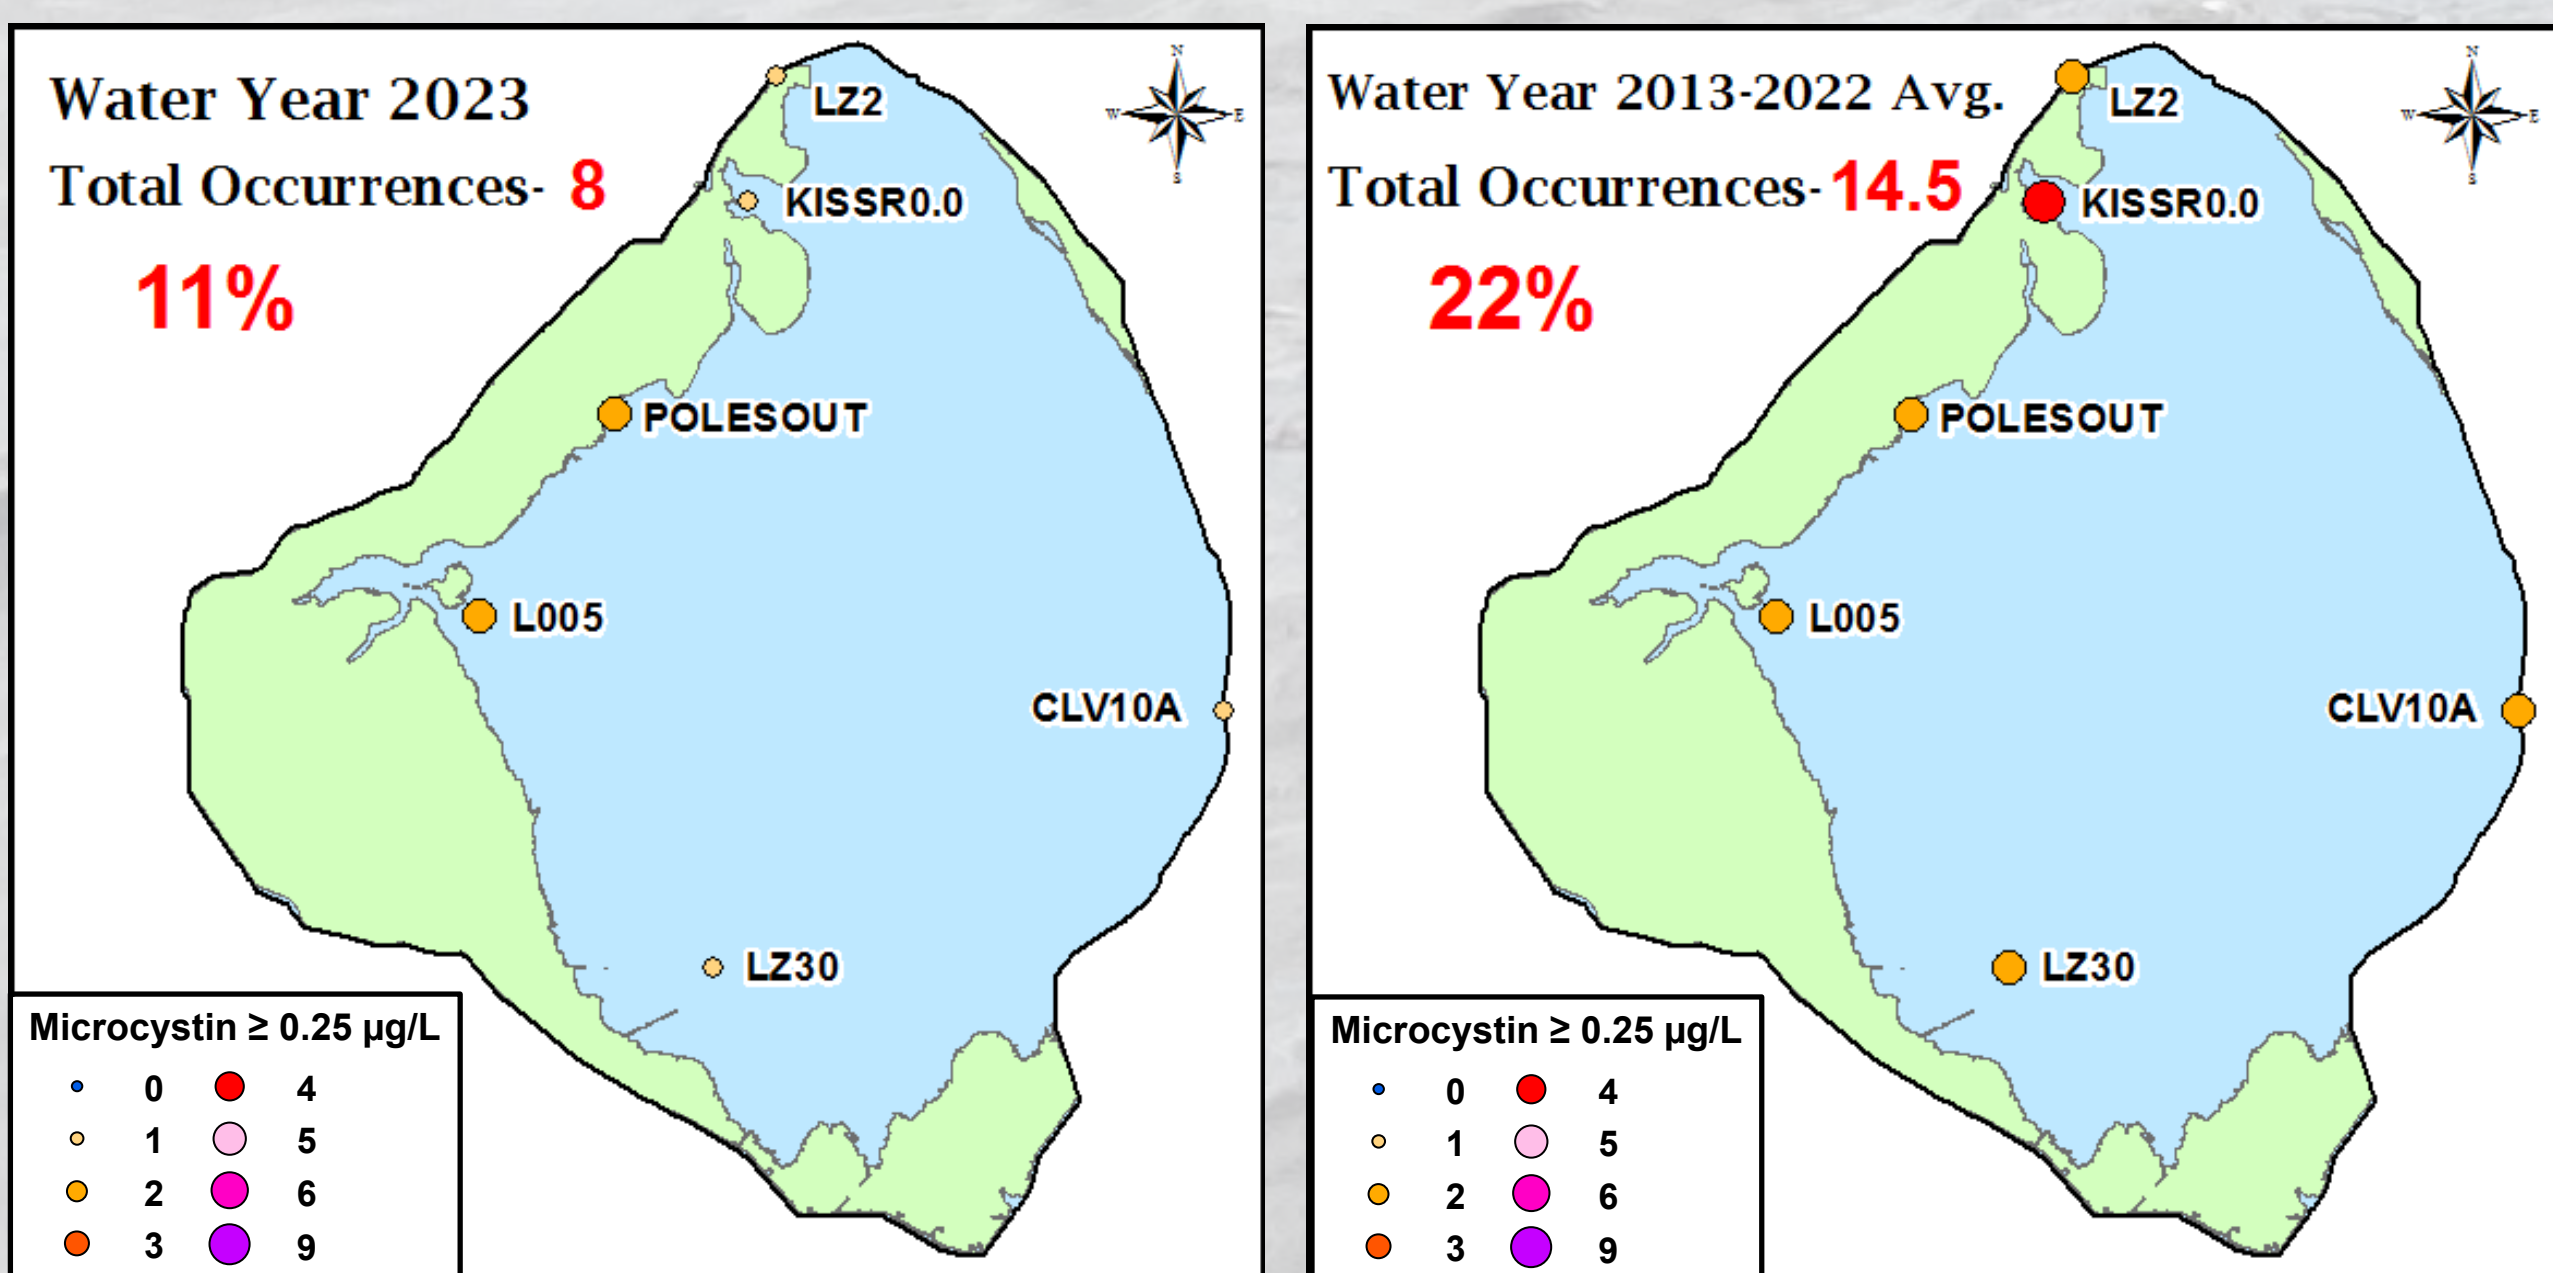 Water Year 2023
Total Occurrences- 8
11%
N
W E
S
LZ2
KISSR0.0
POLESOUT
L005
CLV10A
LZ30
Microcystin ≥ 0.25 µg/L
0 4
1 5
2 6
3 9
Water Year 2013-2022 Avg.
Total Occurrences- 14.5
22%
N
W E
S
LZ2
KISSR0.0
POLESOUT
L005
CLV10A
LZ30
Microcystin ≥ 0.25 µg/L
0 4
1 5
2 6
3 9